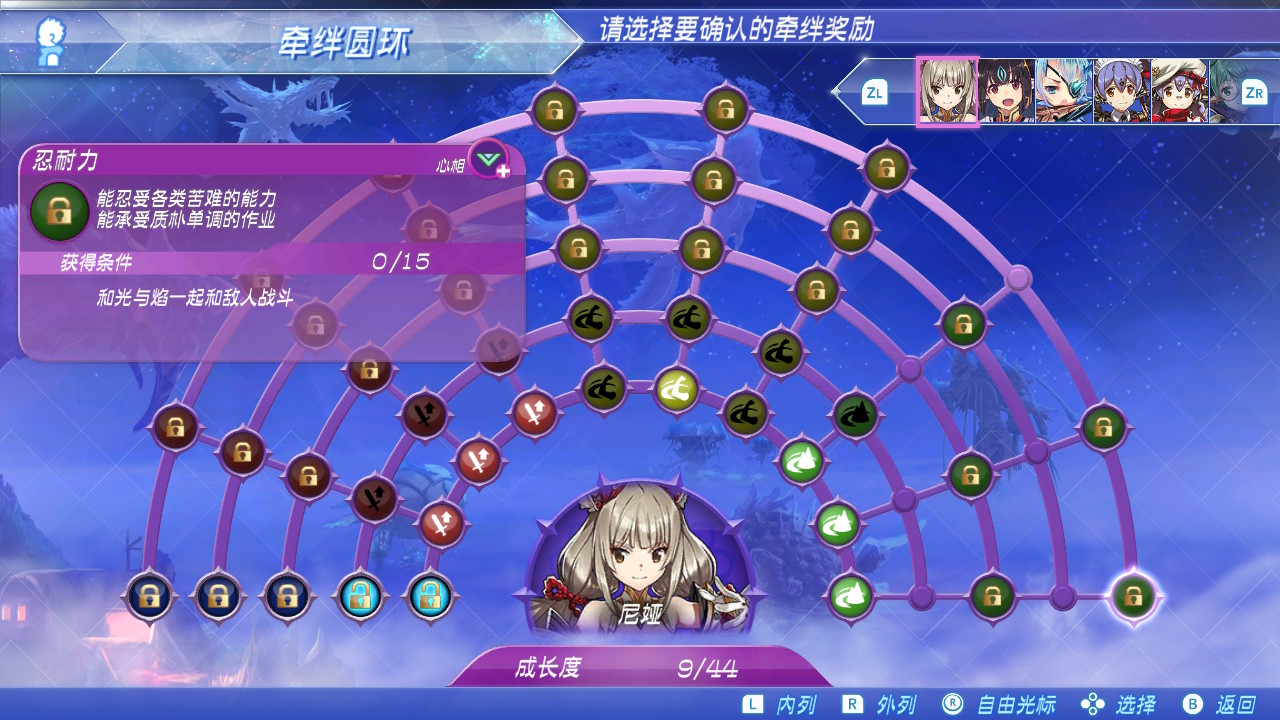 牵绊圆环
请选择要确认的牵绊奖励
ZL
ZR
忍耐力
心相
能忍受各类苦难的能力
能承受质朴单调的作业
获得条件 0/15
和光与焰一起和敌人战斗
尼娅
成长度 9/44
L 内列 R 外列 R 自由光标 选择 B 返回